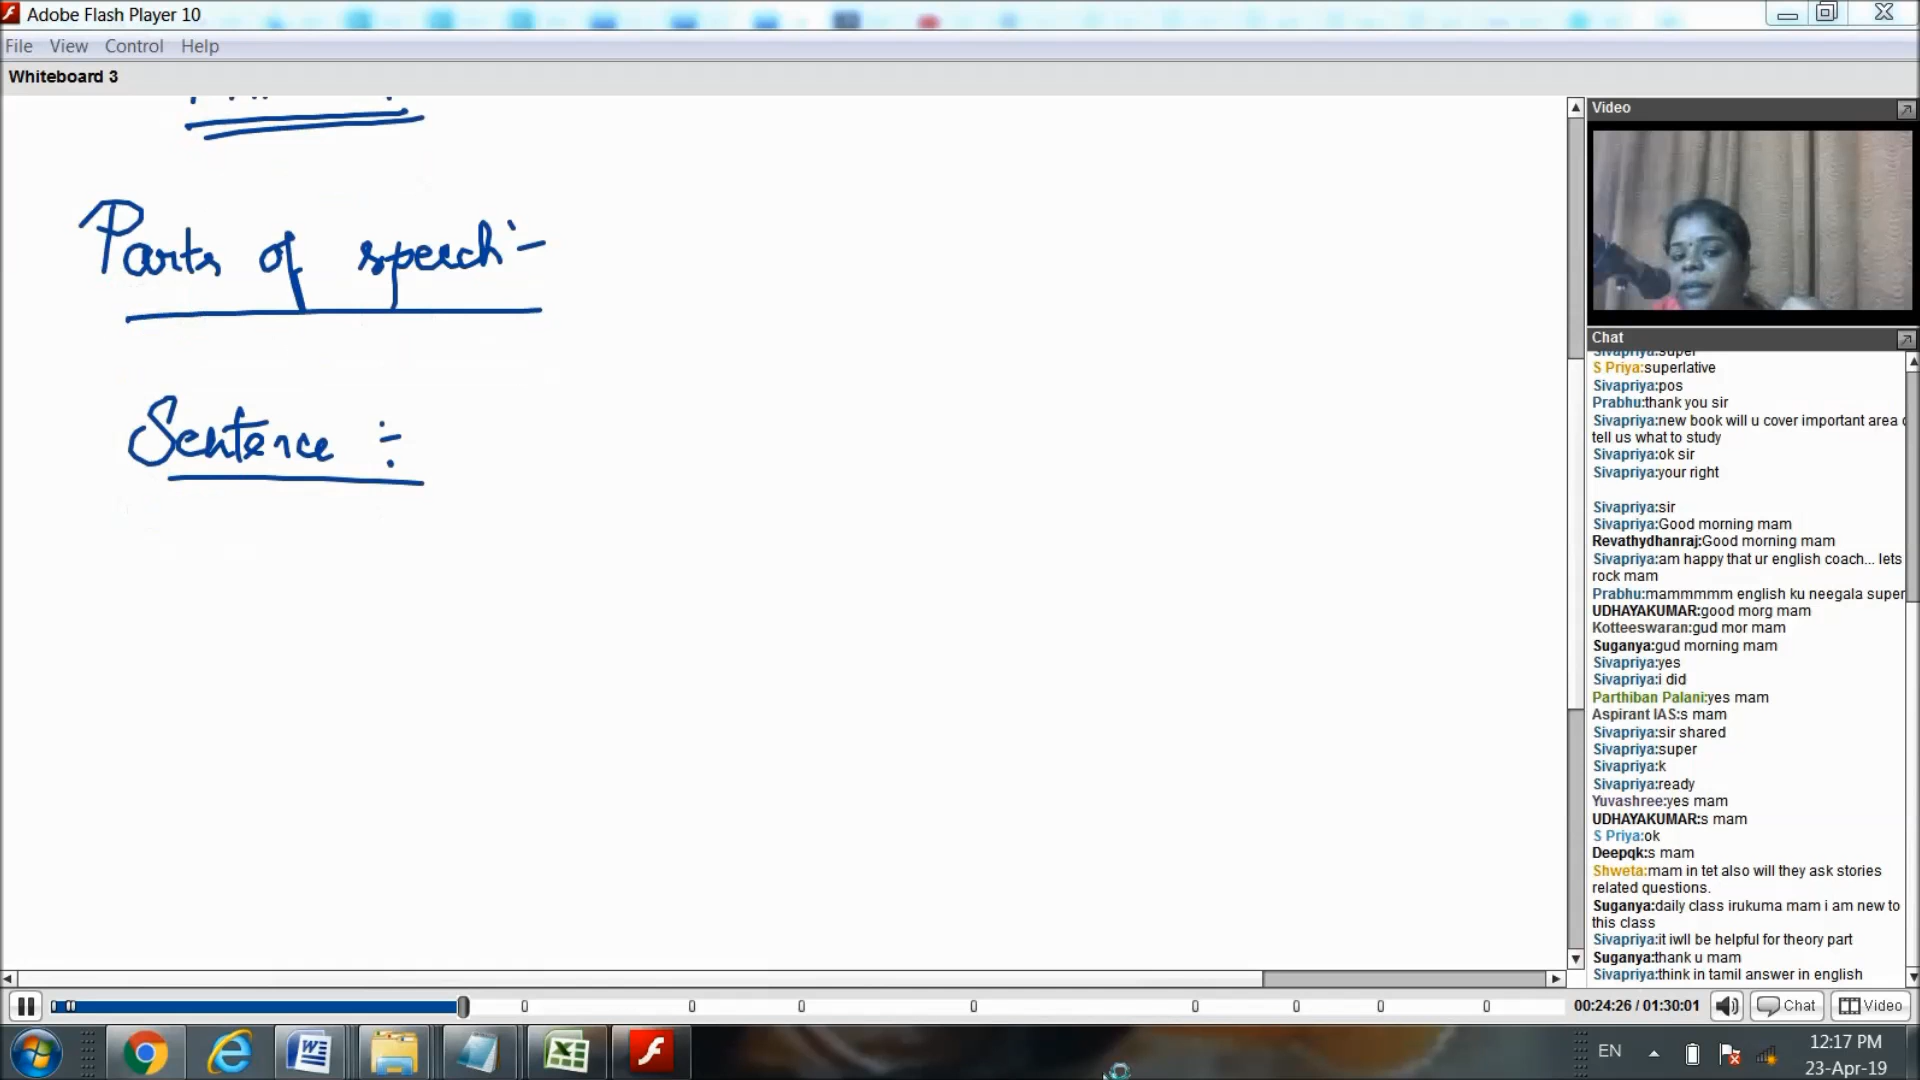 Adobe Flash Player 10
File View Control Help
Whiteboard 3
Parts of speech:-
Sentence :-
Video
Chat
Sivapriya:super
S Priya:superlative
Sivapriya:pos
Prabhu:thank you sir
Sivapriya:new book will u cover important area
tell us what to study
Sivapriya:ok sir
Sivapriya:your right
Sivapriya:sir
Sivapriya:Good morning mam
Revathydhanraj:Good morning mam
Sivapriya:am happy that ur english coach... lets
rock mam
Prabhu:mammmmm english ku neegala super
UDHAYAKUMAR:good morg mam
Kotteeswaran:gud mor mam
Suganya:gud morning mam
Sivapriya:yes
Sivapriya:i did
Parthiban Palani:yes mam
Aspirant IAS:s mam
Sivapriya:sir shared
Sivapriya:super
Sivapriya:k
Sivapriya:ready
Yuvashree:yes mam
UDHAYAKUMAR:s mam
S Priya:ok
Deepqk:s mam
Shweta:mam in tet also will they ask stories
related questions.
Suganya:daily class irukuma mam i am new to
this class
Sivapriya:it iwll be helpful for theory part
Suganya:thank u mam
Sivapriya:think in tamil answer in english
00:24:26 / 01:30:01 Chat Video
EN 12:17 PM
23-Apr-19